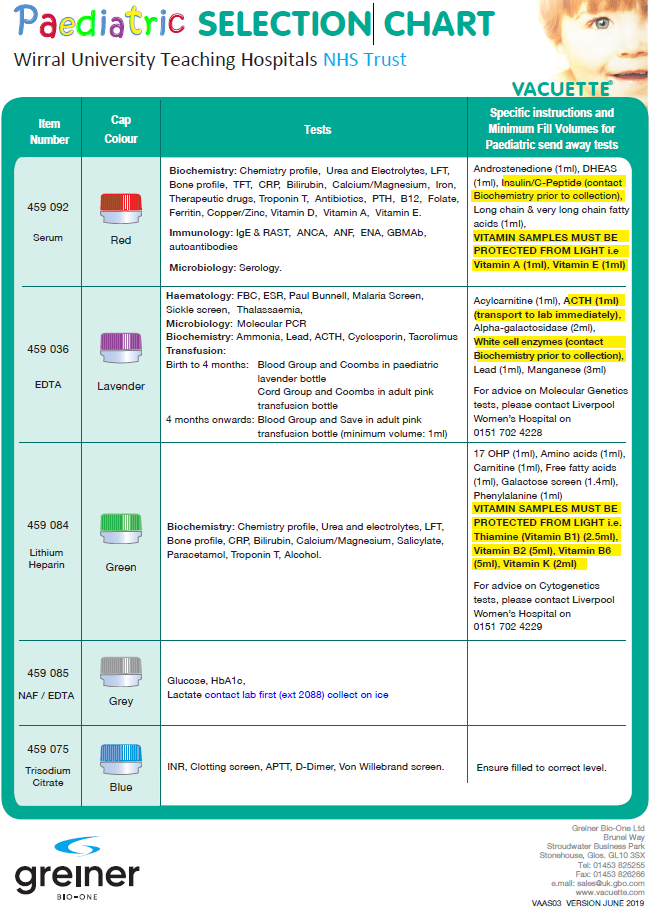 Paediatric SELECTION CHART
Wirral University Teaching Hospitals NHS Trust
VACUETTE®
Item
Number
Cap
Colour
Tests
Specific instructions and
Minimum Fill Volumes for
Paediatric send away tests
459 092
Serum
Red
Biochemistry: Chemistry profile, Urea and Electrolytes, LFT,
Bone profile, TFT, CRP, Bilirubin, Calcium/Magnesium, Iron,
Therapeutic drugs, Troponin T, Antibiotics, PTH, B12, Folate,
Ferritin, Copper/Zinc, Vitamin D, Vitamin A, Vitamin E.
Immunology: IgE & RAST, ANCA, ANF, ENA, GBMAb,
autoantibodies
Microbiology: Serology.
Androstenedione (1ml), DHEAS
(1ml), Insulin/C-Peptide (contact
Biochemistry prior to collection),
Long chain & very long chain fatty
acids (1ml),
VITAMIN SAMPLES MUST BE
PROTECTED FROM LIGHT i.e
Vitamin A (1ml), Vitamin E (1ml)
459 036
EDTA
Lavender
Haematology: FBC, ESR, Paul Bunnell, Malaria Screen,
Sickle screen, Thalassaemia,
Microbiology: Molecular PCR
Biochemistry: Ammonia, Lead, ACTH, Cyclosporin, Tacrolimus
Transfusion:
Birth to 4 months: Blood Group and Coombs in paediatric
lavender bottle
Cord Group and Coombs in adult pink
transfusion bottle
4 months onwards: Blood Group and Save in adult pink
transfusion bottle (minimum volume: 1ml)
Acylcarnitine (1ml), ACTH (1ml)
(transport to lab immediately),
Alpha-galactosidase (2ml),
White cell enzymes (contact
Biochemistry prior to collection),
Lead (1ml), Manganese (3ml)
For advice on Molecular Genetics
tests, please contact Liverpool
Women's Hospital on
0151 702 4228
459 084
Lithium
Heparin
Green
Biochemistry: Chemistry profile, Urea and electrolytes, LFT,
Bone profile, CRP, Bilirubin, Calcium/Magnesium, Salicylate,
Paracetamol, Troponin T, Alcohol.
17 OHP (1ml), Amino acids (1ml),
Carnitine (1ml), Free fatty acids
(1ml), Galactose screen (1.4ml),
Phenylalanine (1ml)
VITAMIN SAMPLES MUST BE
PROTECTED FROM LIGHT i.e.
Thiamine (Vitamin B1) (2.5ml),
Vitamin B2 (5ml), Vitamin B6
(5ml), Vitamin K (2ml)
For advice on Cytogenetics
tests, please contact Liverpool
Women's Hospital on
0151 702 4229
459 085
NAF / EDTA
Grey
Glucose, HbA1c,
Lactate contact lab first (ext 2088) collect on ice
459 075
Trisodium
Citrate
Blue
INR, Clotting screen, APTT, D-Dimer, Von Willebrand screen.
Ensure filled to correct level.
greiner
BIO-ONE
Greiner Bio-One Ltd
Brunel Way
Stroudwater Business Park
Stonehouse, Glos. GL10 3SX
Tel: 01453 825255
Fax: 01453 826266
e.mail: sales@uk.gbo.com
www.vacuette.com
VAAS03 VERSION JUNE 2019